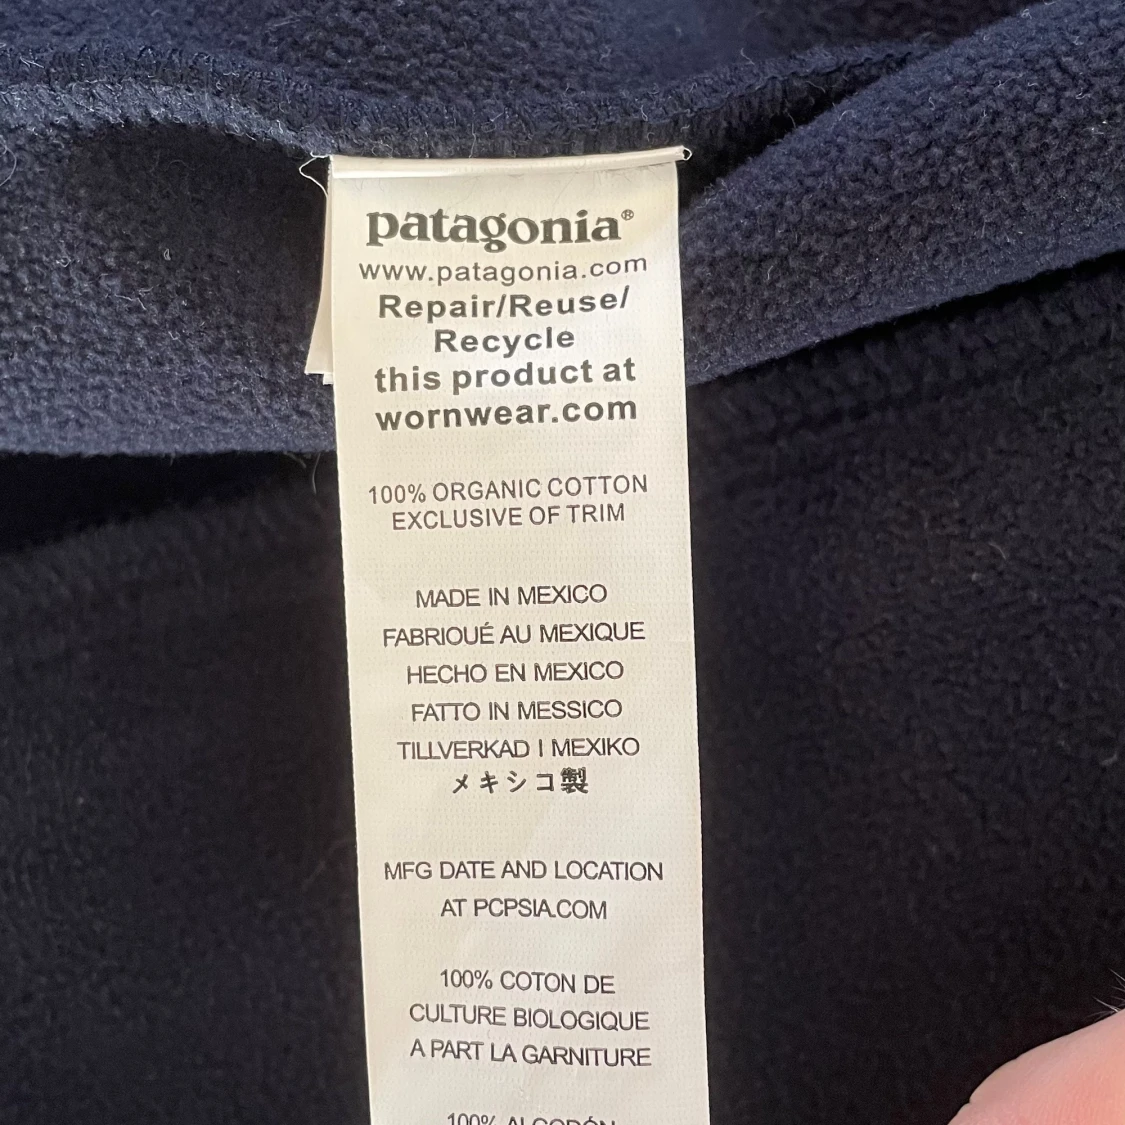 patagonia®
www.patagonia.com
Repair/Reuse/
Recycle
this product at
wornwear.com
100% ORGANIC COTTON
EXCLUSIVE OF TRIM
MADE IN MEXICO
FABRIOUÉ AU MEXIQUE
HECHO EN MEXICO
FATTO IN MESSICO
TILLVERKAD I MEXIKO
メキシコ製
MFG DATE AND LOCATION
AT PCPSIA.COM
100% COTON DE
CULTURE BIOLOGIQUE
A PART LA GARNITURE
100% ALGODÓN